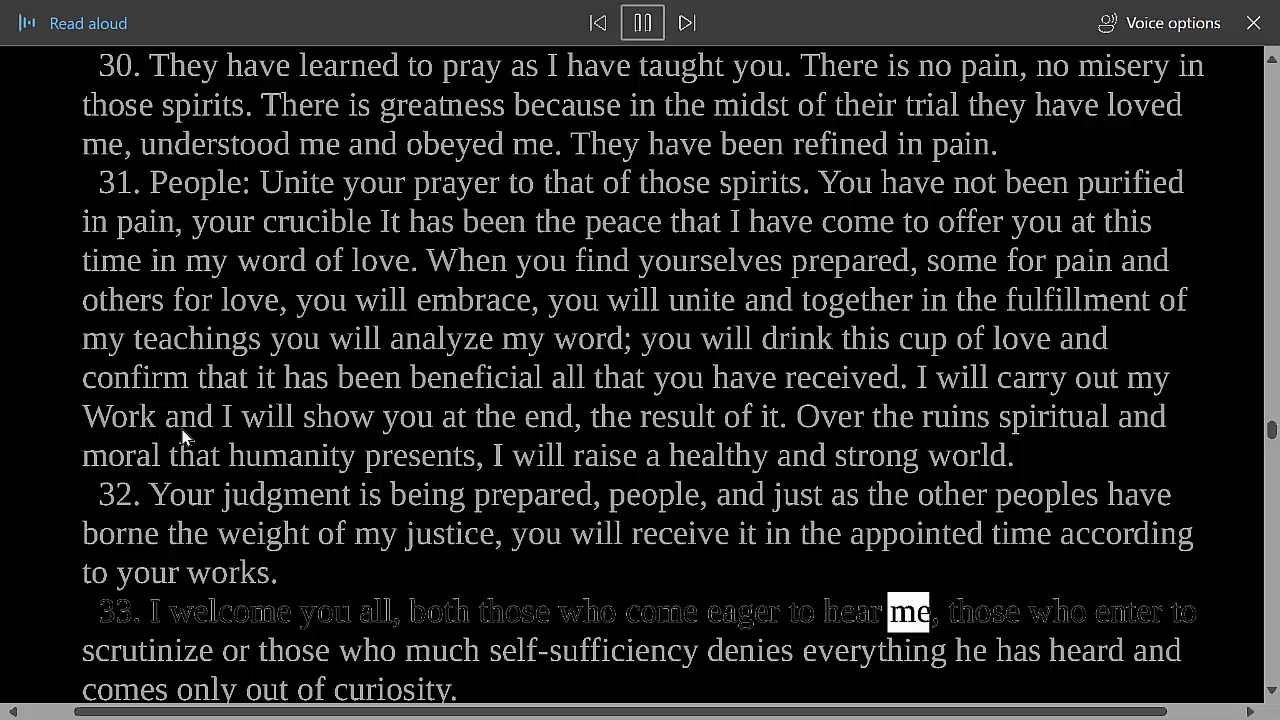 Read aloud
Voice options
30. They have learned to pray as I have taught you. There is no pain, no misery in
those spirits. There is greatness because in the midst of their trial they have loved
me, understood me and obeyed me. They have been refined in pain.
31. People: Unite your prayer to that of those spirits. You have not been purified
in pain, your crucible It has been the peace that I have come to offer you at this
time in my word of love. When you find yourselves prepared, some for pain and
others for love, you will embrace, you will unite and together in the fulfillment of
my teachings you will analyze my word; you will drink this cup of love and
confirm that it has been beneficial all that you have received. I will carry out my
Work and I will show you at the end, the result of it. Over the ruins spiritual and
moral that humanity presents, I will raise a healthy and strong world.
32. Your judgment is being prepared, people, and just as the other peoples have
borne the weight of my justice, you will receive it in the appointed time according
to your works.
33. I welcome you all, both those who come eager to hear me, those who enter to
scrutinize or those who much self-sufficiency denies everything he has heard and
comes only out of curiosity.